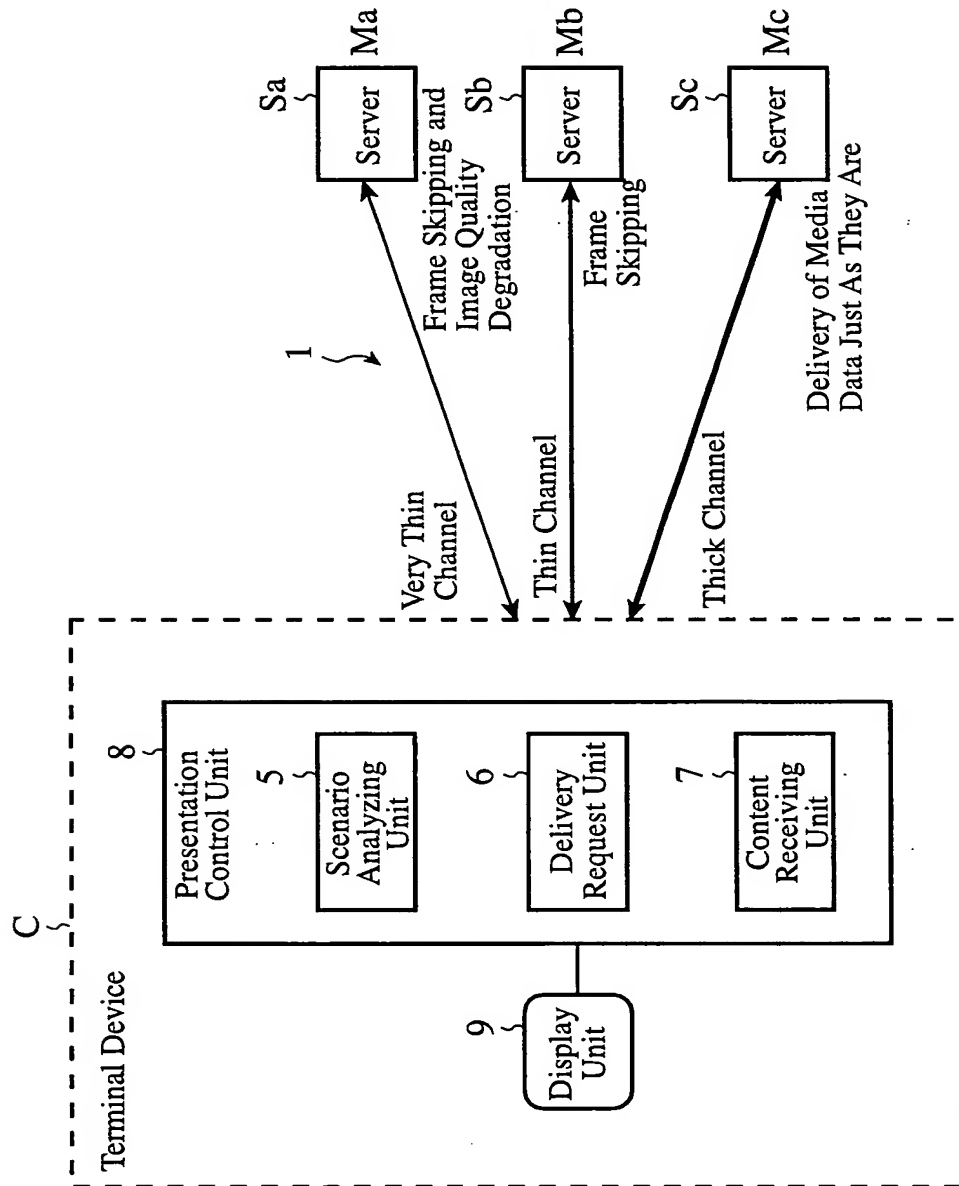 C
Terminal Device
8
Presentation
Control Unit
5
Scenario
Analyzing
Unit
6
Delivery
Request Unit
7
Content
Receiving
Unit
9
Display
Unit
1
Very Thin
Channel
Thin Channel
Thick Channel
Frame Skipping and
Image Quality
Degradation
Frame
Skipping
Delivery of Media
Data Just As They Are
Sa
Server
Ma
Sb
Server
Mb
Sc
Server
Mc